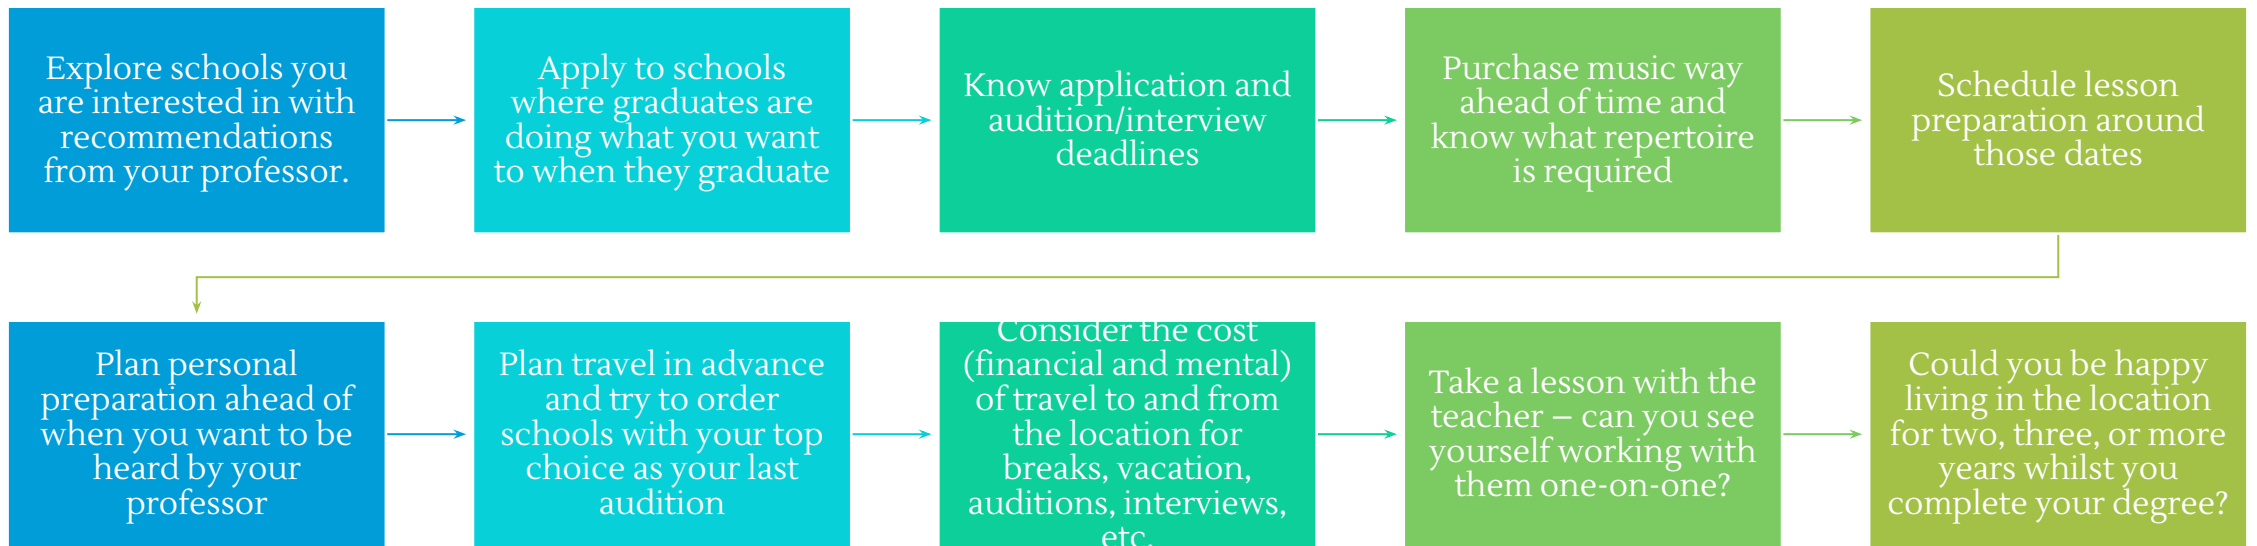 Explore schools you
are interested in with
recommendations
from your professor.
Apply to schools
where graduates are
doing what you want
to when they graduate
Know application and
audition/interview
deadlines
Purchase music way
ahead of time and
know what repertoire
is required
Schedule lesson
preparation around
those dates
Plan personal
preparation ahead of
when you want to be
heard by your
professor
Plan travel in advance
and try to order
schools with your top
choice as your last
audition
Consider the cost
(financial and mental)
of travel to and from
the location for
breaks, vacation,
auditions, interviews,
etc.
Take a lesson with the
teacher – can you see
yourself working with
them one-on-one?
Could you be happy
living in the location
for two, three, or more
years whilst you
complete your degree?